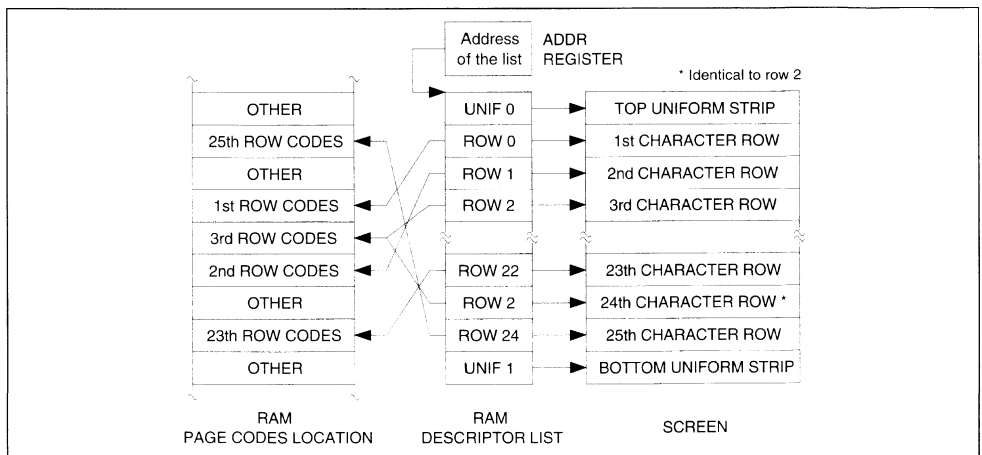 Address
of the list
ADDR
REGISTER
* Identical to row 2
OTHER
UNIF 0
TOP UNIFORM STRIP
25th ROW CODES
ROW 0
1st CHARACTER ROW
OTHER
ROW 1
2nd CHARACTER ROW
1st ROW CODES
ROW 2
3rd CHARACTER ROW
3rd ROW CODES
2nd ROW CODES
ROW 22
23th CHARACTER ROW
OTHER
ROW 2
24th CHARACTER ROW *
23th ROW CODES
ROW 24
25th CHARACTER ROW
OTHER
UNIF 1
BOTTOM UNIFORM STRIP
RAM
PAGE CODES LOCATION
RAM
DESCRIPTOR LIST
SCREEN